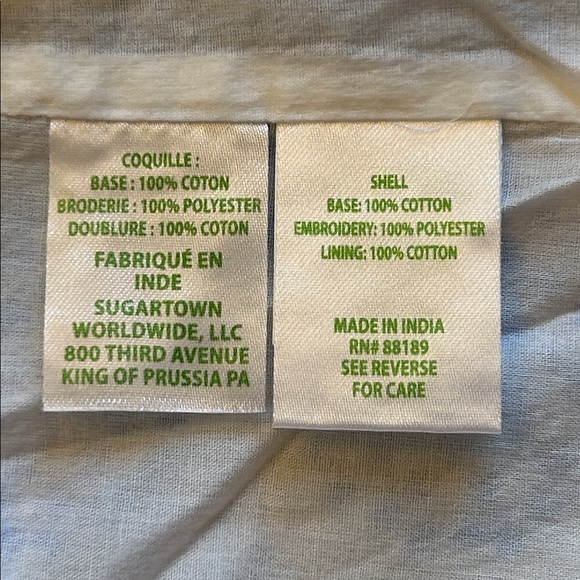 COQUILLE :
BASE : 100% COTON
BRODERIE : 100% POLYESTER
DOUBLURE : 100% COTON
FABRIQUÉ EN
INDE
SUGARTOWN
WORLDWIDE, LLC
800 THIRD AVENUE
KING OF PRUSSIA PA
SHELL
BASE: 100% COTTON
EMBROIDERY: 100% POLYESTER
LINING: 100% COTTON
MADE IN INDIA
RN# 88189
SEE REVERSE
FOR CARE